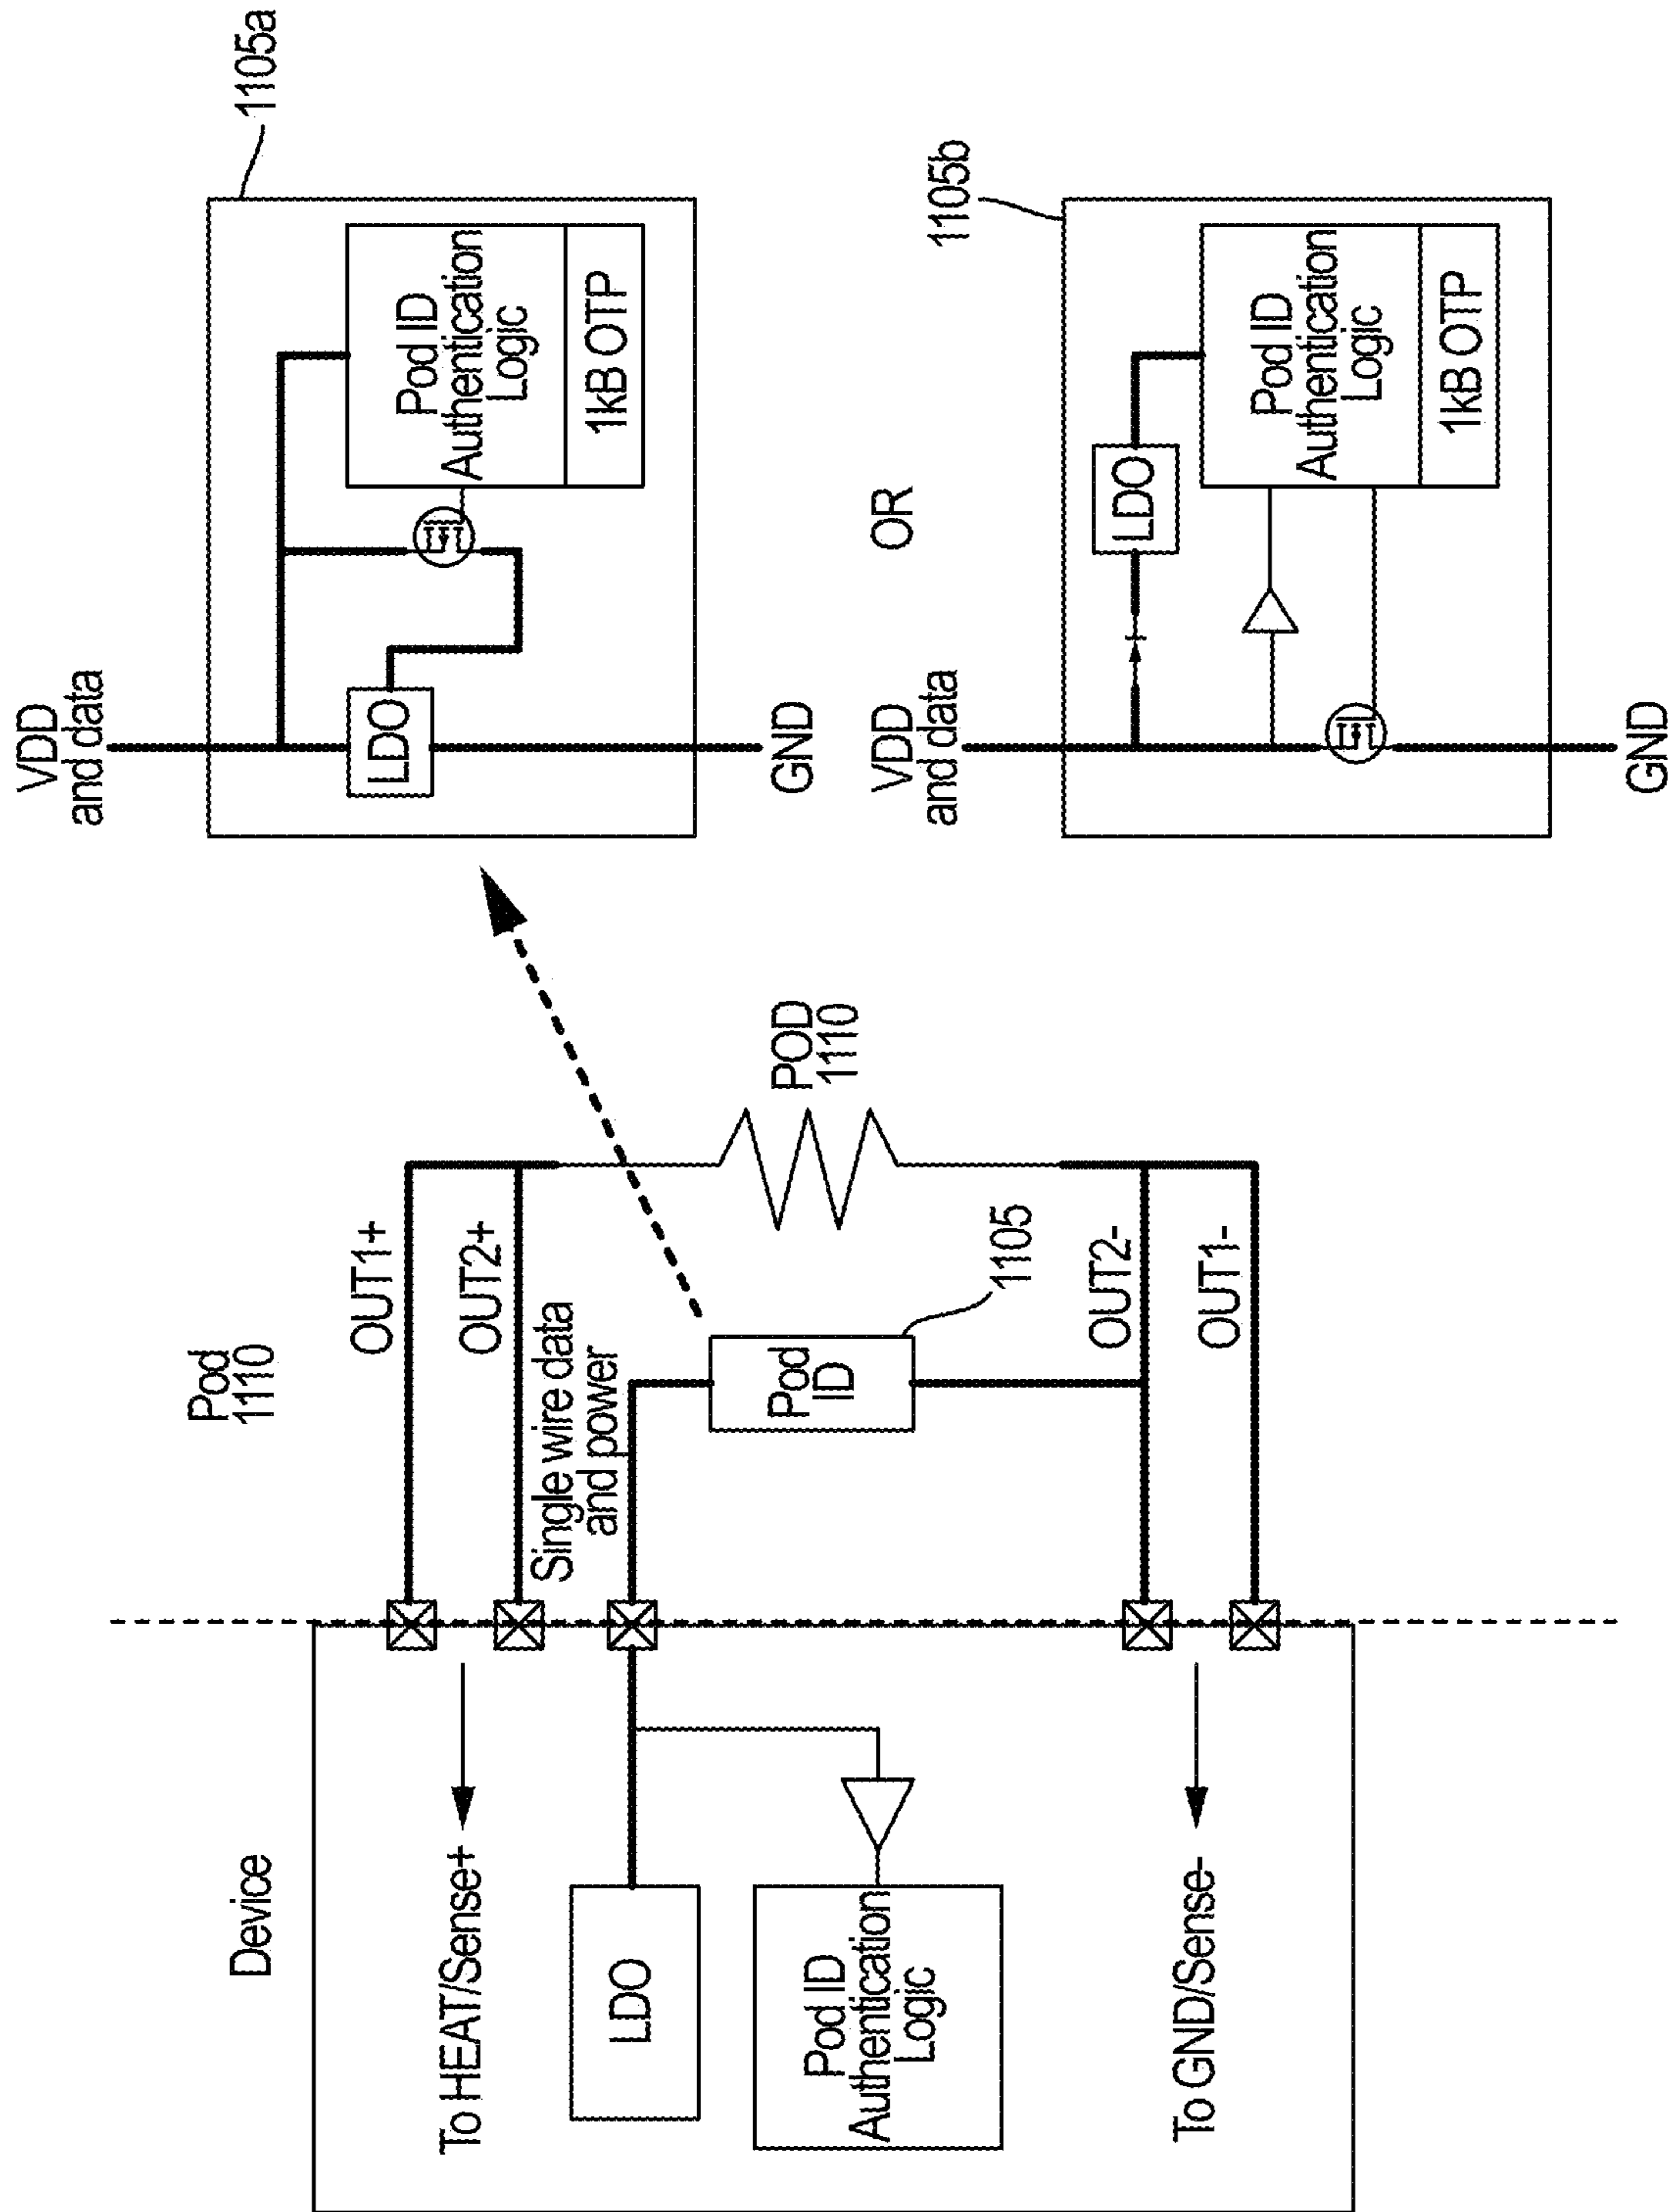 Device
To HEAT/Sense+
LDO
Pod ID
Authentication
Logic
To GND/Sense-
Pod
1110
OUT1+
OUT2+
Single wire data
and power
Pod
ID
1105
OUT2-
OUT1-
POD
1110
VDD
and data
LDO
GND
Pod ID
Authentication
Logic
1kB OTP
1105a
OR
VDD
and data
LDO
GND
Pod ID
Authentication
Logic
1kB OTP
1105b